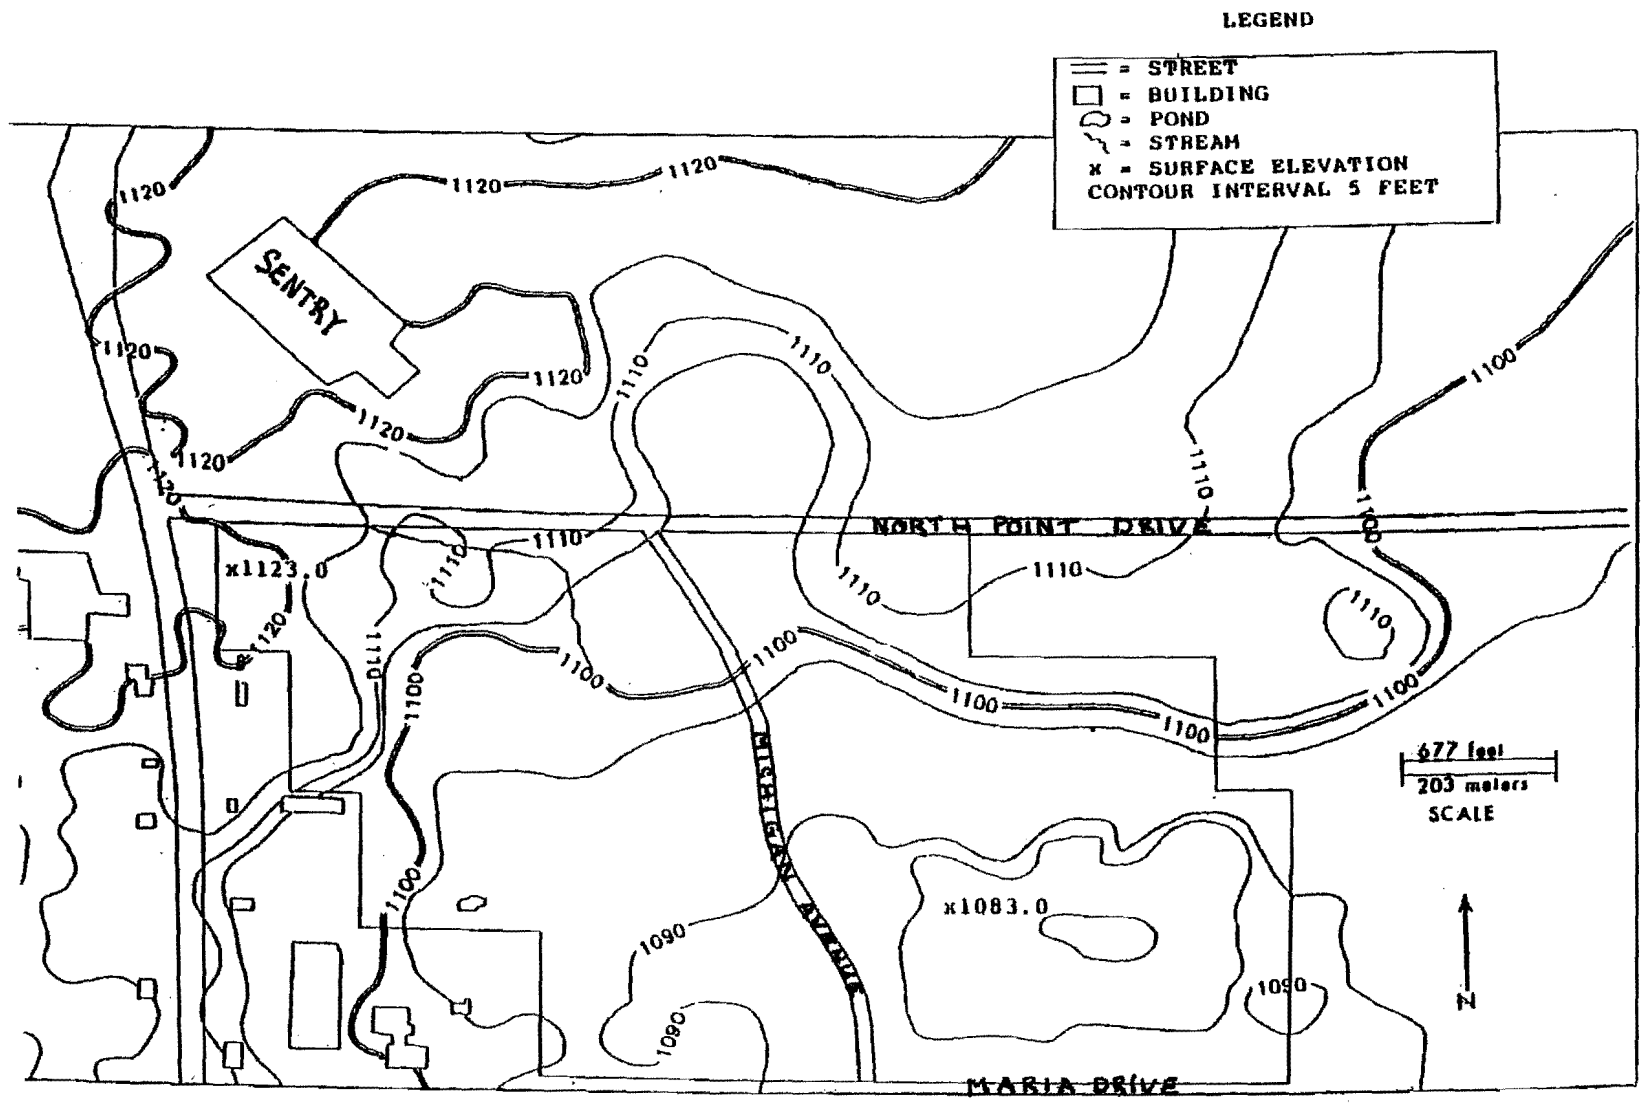 LEGEND
= STREET
= BUILDING
= POND
= STREAM
x = SURFACE ELEVATION
CONTOUR INTERVAL 5 FEET
1120
1120
1120
SENTRY
1120
1110
1110
1100
1120
1120
1120
1120
1110
1100
NORTH POINT DRIVE
1110
1110
x1123.0
1110
1110
1110
1120
1110
1100
1100
1100
1100
1100
1100
677 feet
203 meters
SCALE
MICHIGAN AVENUE
1100
x1083.0
1090
1090
1090
N
MARIA DRIVE